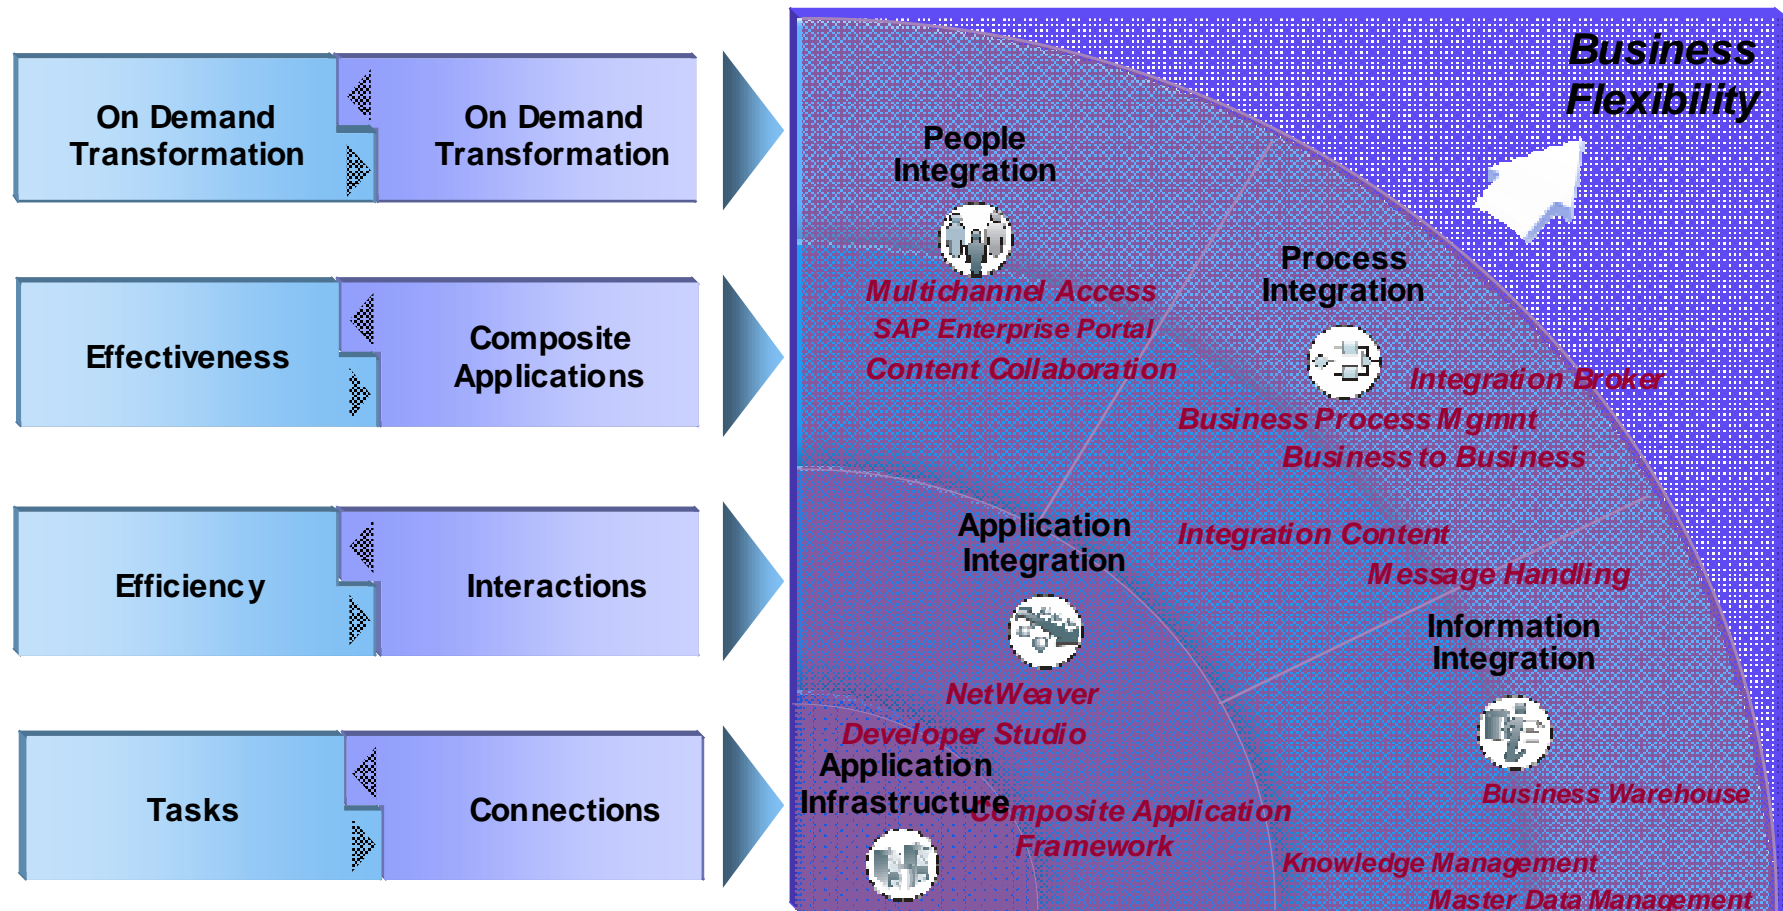 On Demand
Transformation
On Demand
Transformation
Effectiveness
Composite
Applications
Efficiency
Interactions
Tasks
Connections
Business
Flexibility
People
Integration
Multichannel Access
SAP Enterprise Portal
Content Collaboration
Process
Integration
Integration Broker
Business Process Mgmnt
Business to Business
Integration Content
Message Handling
Application
Integration
NetWeaver
Developer Studio
Composite Application
Framework
Application
Infrastructure
Information
Integration
Business Warehouse
Knowledge Management
Master Data Management